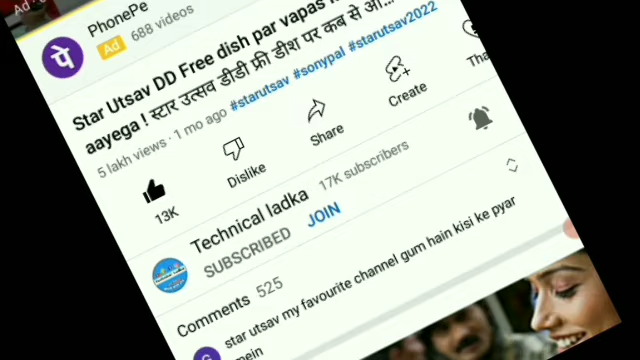 Ad
PhonePe
Ad 688 videos
पे
Star Utsav DD Free dish par vapas
aayega ! स्टार उत्सव डीडी फ्री डीश पर कब से ओ...
5 lakh views · 1 mo ago #starutsav #sonypal #starutsav2022
13K
Dislike
Share
Create
Tha
Technical ladka 17K subscribers
SUBSCRIBED JOIN
Comments 525
star utsav my favourite channel gum hain kisi ke pyar
mein